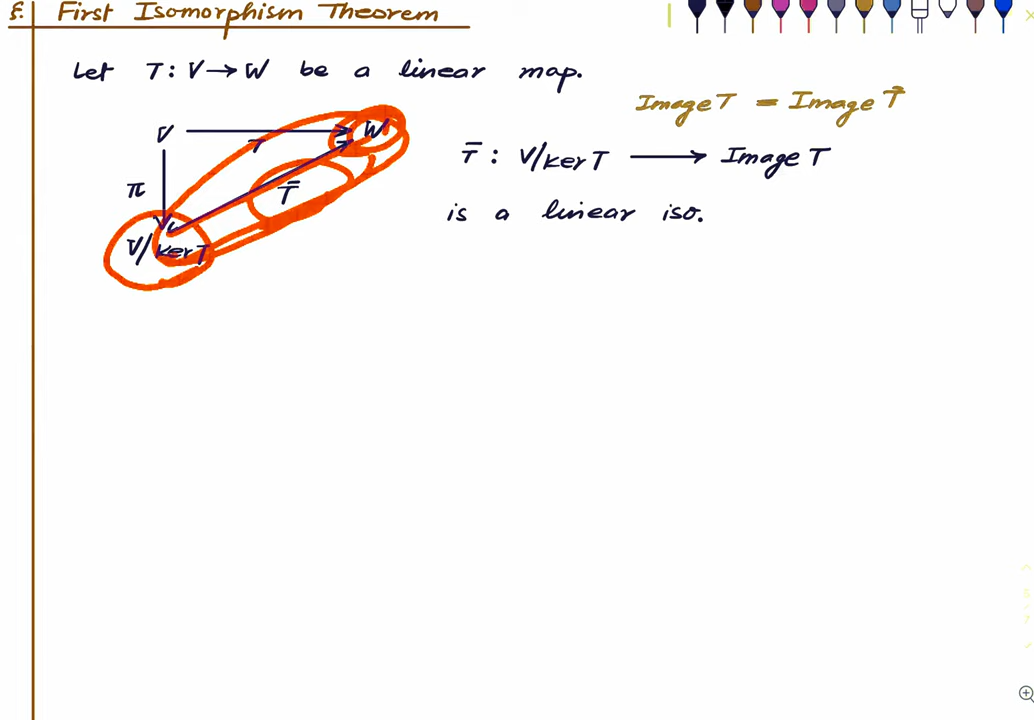 §. First Isomorphism Theorem
Let T : V → W be a linear map.
Image T = Image T̄
V T W
T̄ : V/ker T ⟶ Image T
π T̄
is a linear iso.
V/ker T